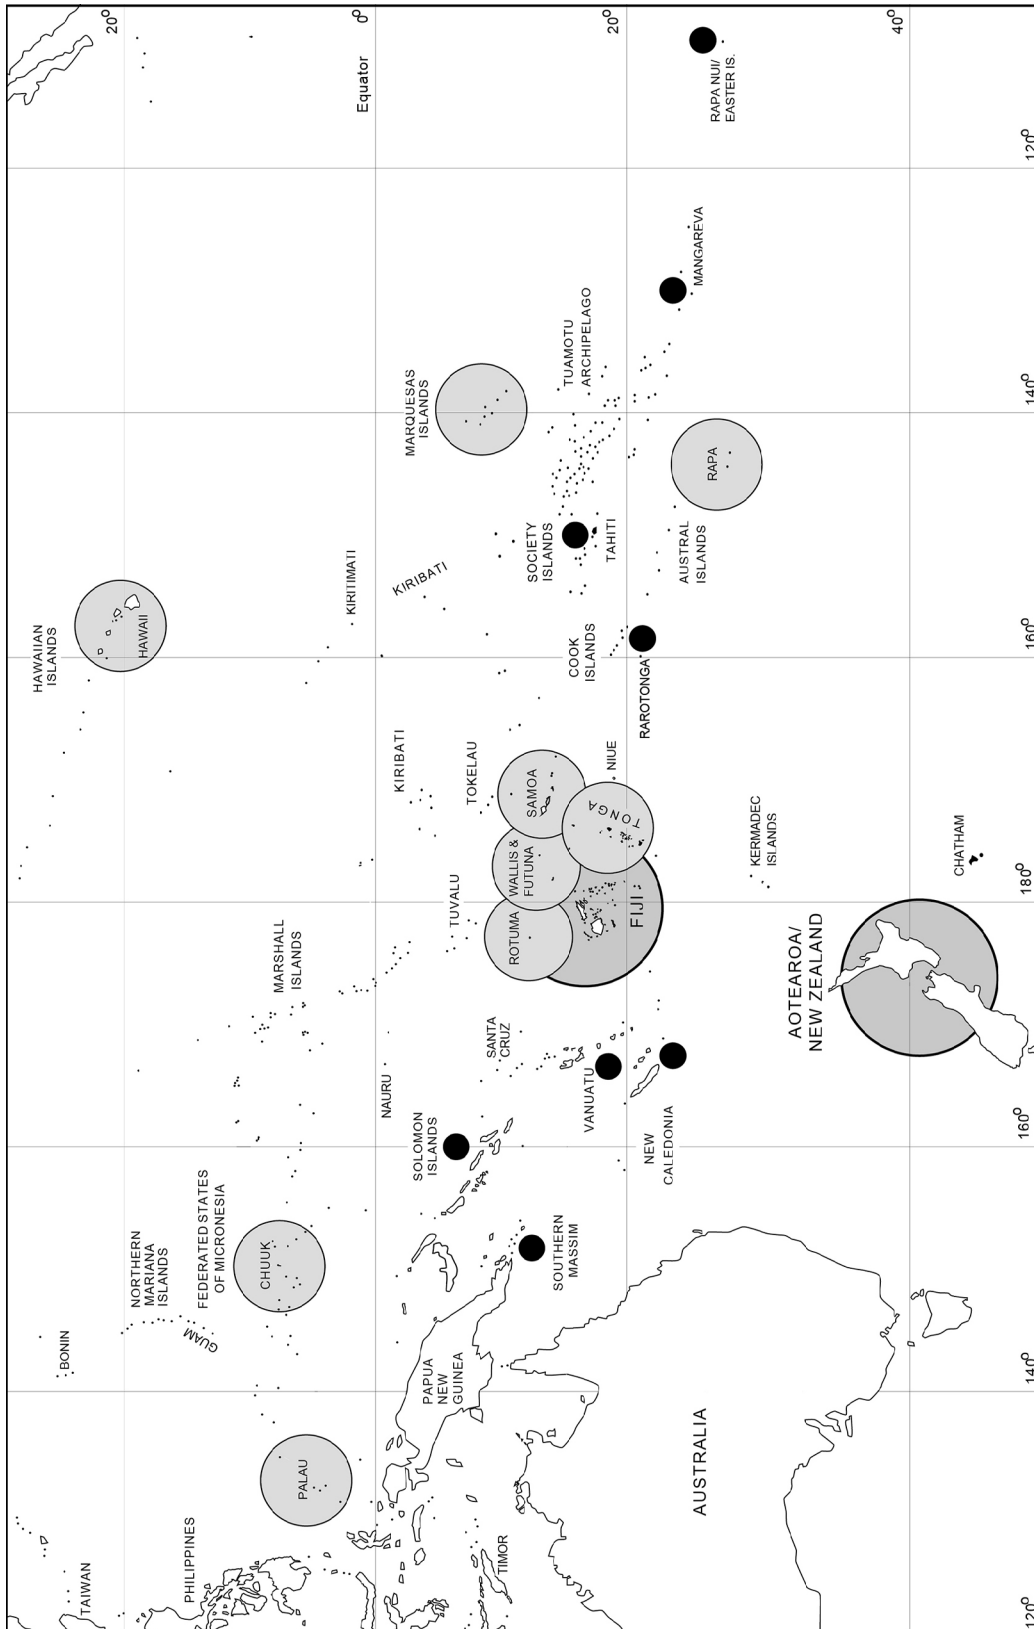 HAWAIIAN
ISLANDS
BONIN
TAIWAN
20°
NORTHERN
MARIANA
ISLANDS
HAWAII
PHILIPPINES
GUAM
FEDERATED STATES
OF MICRONESIA
CHUUK
MARSHALL
ISLANDS
PALAU
KIRITIMATI
Equator
0°
NAURU
KIRIBATI
KIRIBATI
MARQUESAS
ISLANDS
SOLOMON
ISLANDS
PAPUA
NEW
GUINEA
TUVALU
TOKELAU
SANTA
CRUZ
TIMOR
ROTUMA
WALLIS &
FUTUNA
SAMOA
SOCIETY
ISLANDS
SOUTHERN
MASSIM
TUAMOTU
ARCHIPELAGO
COOK
ISLANDS
VANUATU
TONGA
NIUE
TAHITI
20°
FIJI
RAROTONGA
NEW
CALEDONIA
AUSTRAL
ISLANDS
MANGAREVA
AUSTRALIA
RAPA
RAPA NUI/
EASTER IS.
KERMADEC
ISLANDS
AOTEAROA/
NEW ZEALAND
40°
CHATHAM
120°
140°
160°
180°
160°
140°
120°